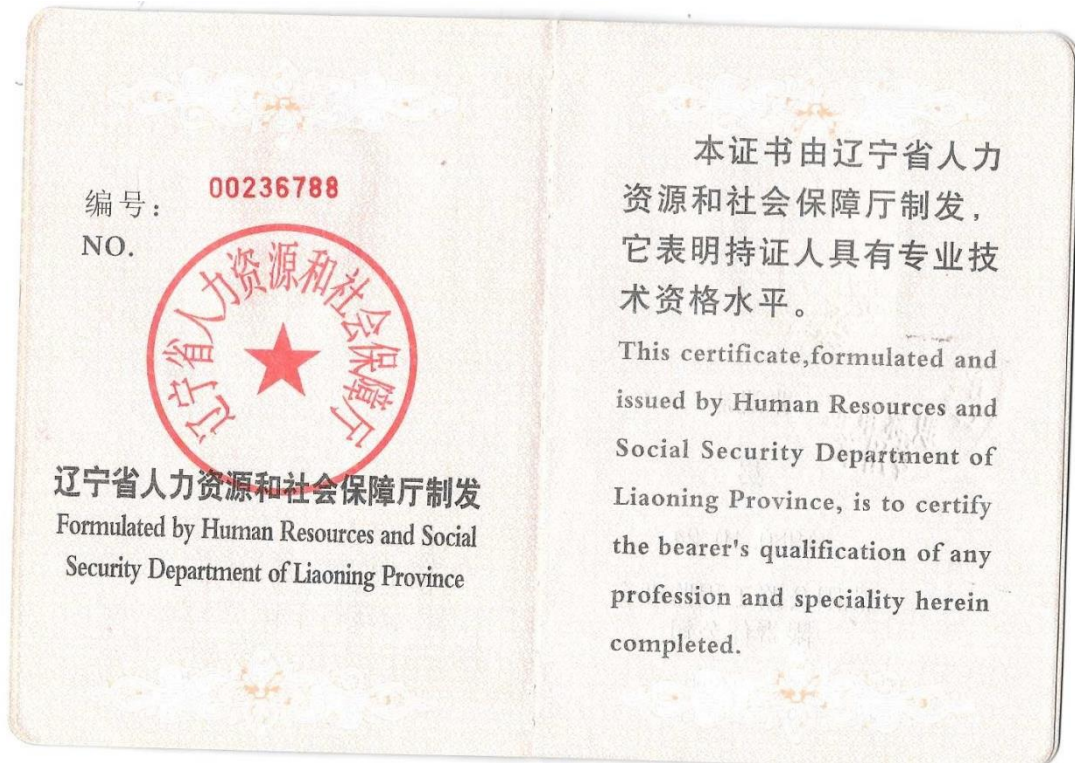 编号：
00236788
NO.
辽宁省人力资源和社会保障厅
辽宁省人力资源和社会保障厅制发
Formulated by Human Resources and Social
Security Department of Liaoning Province
本证书由辽宁省人力
资源和社会保障厅制发，
它表明持证人具有专业技
术资格水平。
This certificate,formulated and
issued by Human Resources and
Social Security Department of
Liaoning Province, is to certify
the bearer's qualification of any
profession and speciality herein
completed.